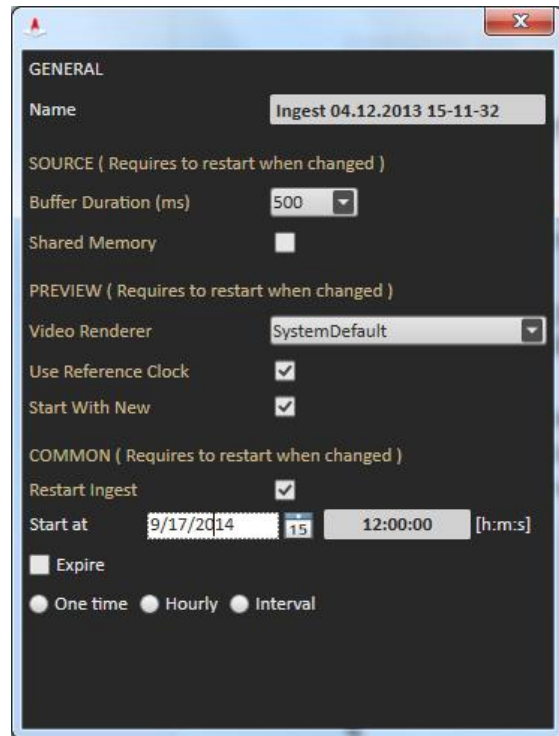 GENERAL
Name Ingest 04.12.2013 15-11-32
SOURCE ( Requires to restart when changed )
Buffer Duration (ms) 500
Shared Memory
PREVIEW ( Requires to restart when changed )
Video Renderer SystemDefault
Use Reference Clock
Start With New
COMMON ( Requires to restart when changed )
Restart Ingest
Start at 9/17/2014 15 12:00:00 [h:m:s]
Expire
One time Hourly Interval